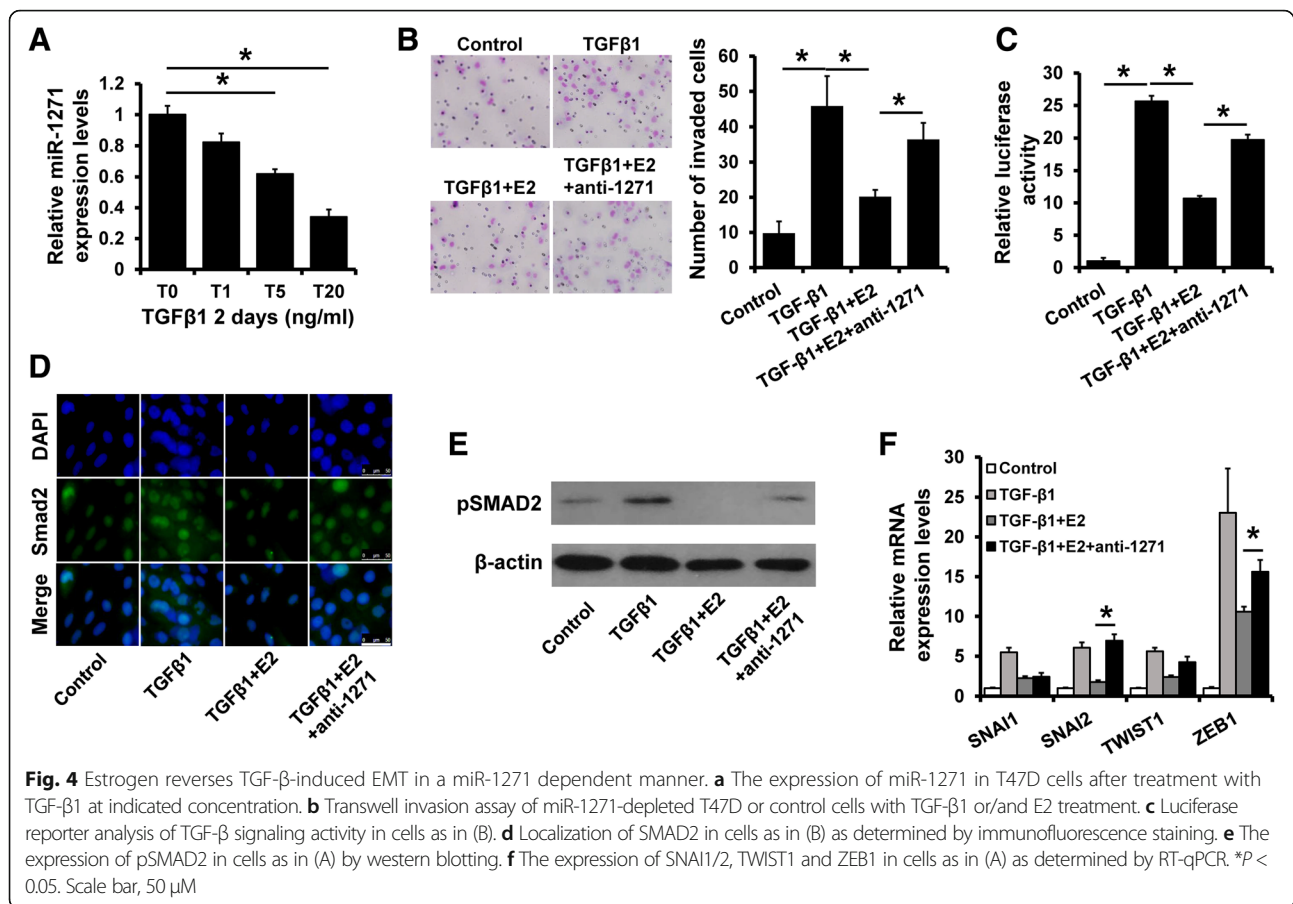 A
*
*
Relative miR-1271
expression levels
1.2
1
0.8
0.6
0.4
0.2
0
T0 T1 T5 T20
TGFβ1 2 days (ng/ml)
B
Control TGFβ1
TGFβ1+E2 TGFβ1+E2
+anti-1271
Number of invaded cells
60
50
40
30
20
10
0
* *
*
Control
TGF-β1
TGF-β1+E2
TGF-β1+E2+anti-1271
C
Relative luciferase
activity
30
25
20
15
10
5
0
* *
*
Control
TGF-β1
TGF-β1+E2
TGF-β1+E2+anti-1271
D
DAPI
Smad2
Merge
0 µm 50
0 µm 50
0 µm 50
Control
TGFβ1
TGFβ1+E2
TGFβ1+E2
+anti-1271
E
pSMAD2
β-actin
Control
TGFβ1
TGFβ1+E2
TGFβ1+E2
+anti-1271
F
Relative mRNA
expression levels
30
25
20
15
10
5
0
Control
TGF-β1
TGF-β1+E2
TGF-β1+E2+anti-1271
*
*
SNAI1
SNAI2
TWIST1
ZEB1
Fig. 4 Estrogen reverses TGF-β-induced EMT in a miR-1271 dependent manner. a The expression of miR-1271 in T47D cells after treatment with
TGF-β1 at indicated concentration. b Transwell invasion assay of miR-1271-depleted T47D or control cells with TGF-β1 or/and E2 treatment. c Luciferase
reporter analysis of TGF-β signaling activity in cells as in (B). d Localization of SMAD2 in cells as in (B) as determined by immunofluorescence staining. e The
expression of pSMAD2 in cells as in (A) by western blotting. f The expression of SNAI1/2, TWIST1 and ZEB1 in cells as in (A) as determined by RT-qPCR. *P <
0.05. Scale bar, 50 μM